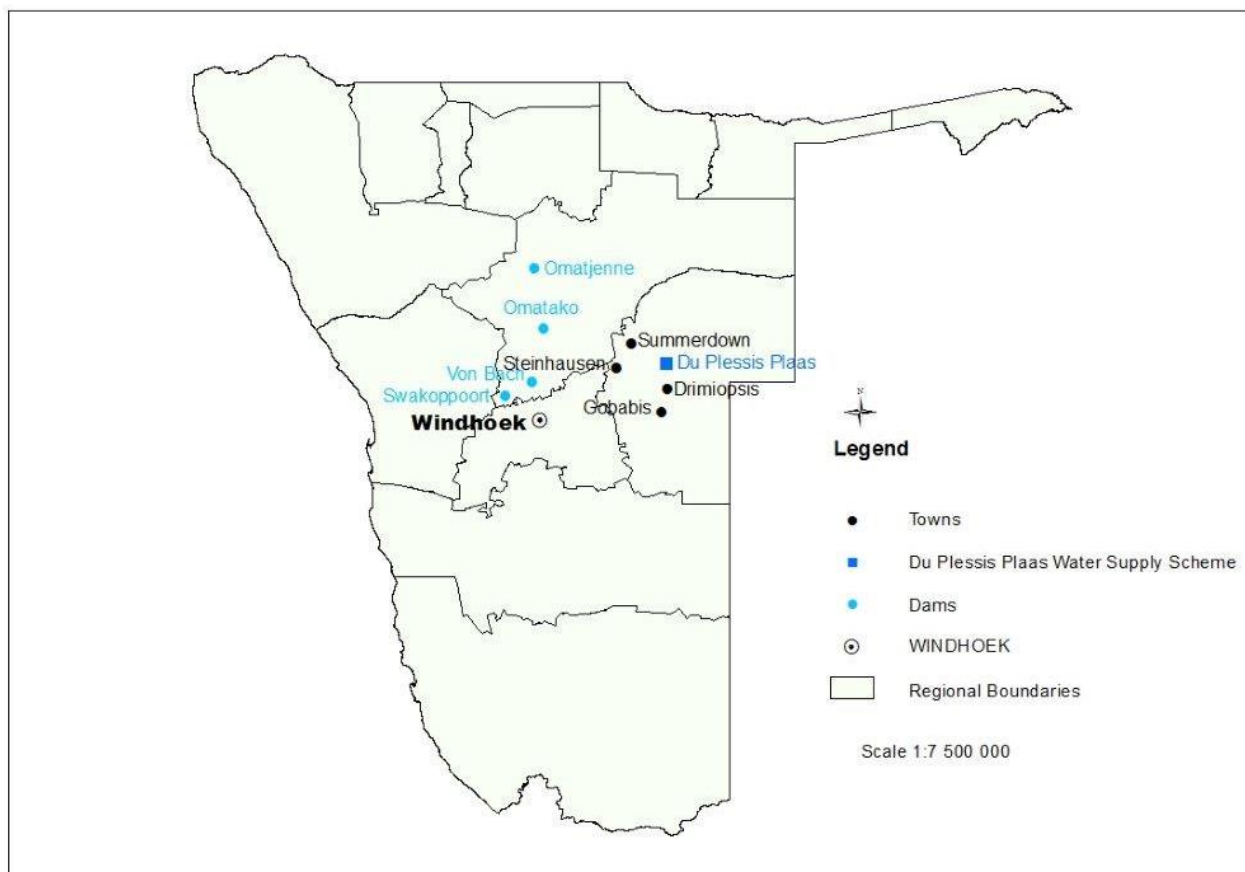 Omatjenne
Omatako
Summerdown
Steinhausen
Du Plessis Plaas
Von Bach
Drimiopsis
Swakoppoort
Gobabis
Windhoek
N
Legend
Towns
Du Plessis Plaas Water Supply Scheme
Dams
WINDHOEK
Regional Boundaries
Scale 1:7 500 000